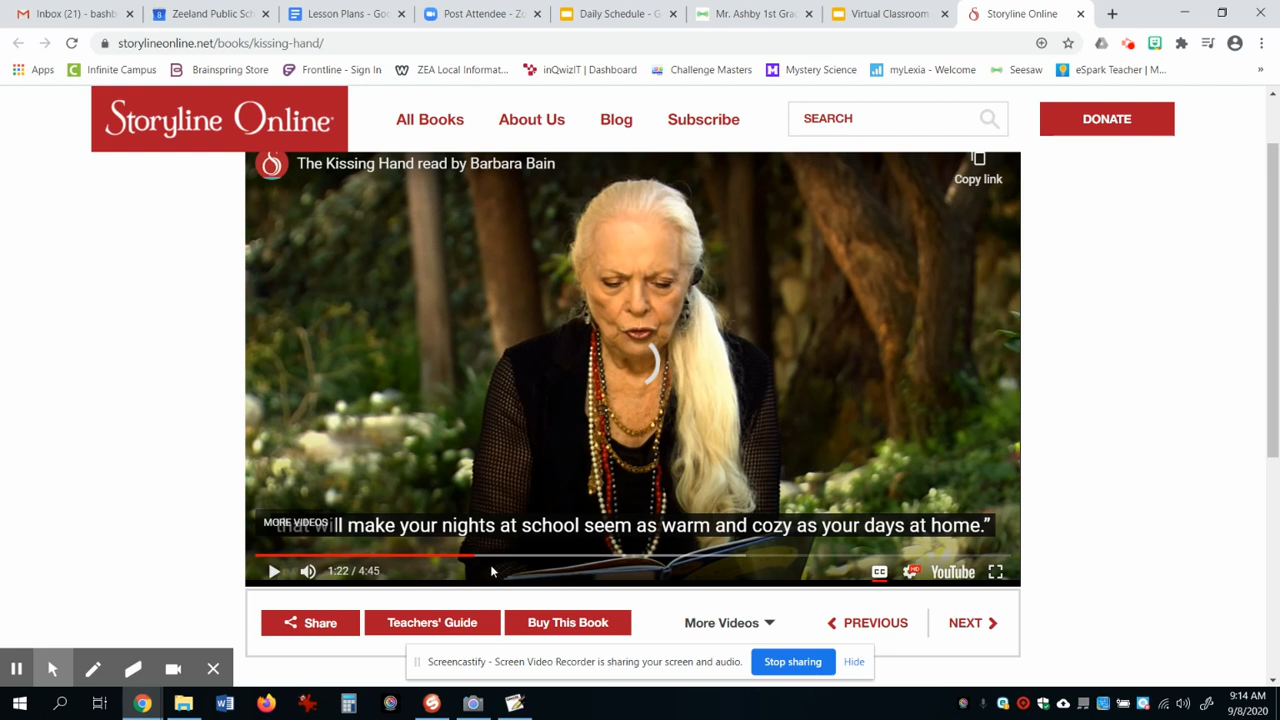 Inbox (21) - bashb
Zeeland Public Sch
Lesson Plans - Goo
Post Attendee - Zo
Daily Schedule - G
Mr. Ashby 1st Grad
Virtual Classroom
Storyline Online
storylineonline.net/books/kissing-hand/
Apps
Infinite Campus
Brainspring Store
Frontline - Sign In
ZEA Local Informat...
inQwizIT | Dashboard
Challenge Masters
Mystery Science
myLexia - Welcome
Seesaw
eSpark Teacher | M...
»
Storyline Online
All Books
About Us
Blog
Subscribe
SEARCH
DONATE
The Kissing Hand read by Barbara Bain
Copy link
MORE VIDEOS
that will make your nights at school seem as warm and cozy as your days at home.”
1:22 / 4:45
CC
HD
YouTube
Share
Teachers' Guide
Buy This Book
More Videos
PREVIOUS
NEXT
Screencastify - Screen Video Recorder is sharing your screen and audio.
Stop sharing
Hide
9:14 AM
9/8/2020